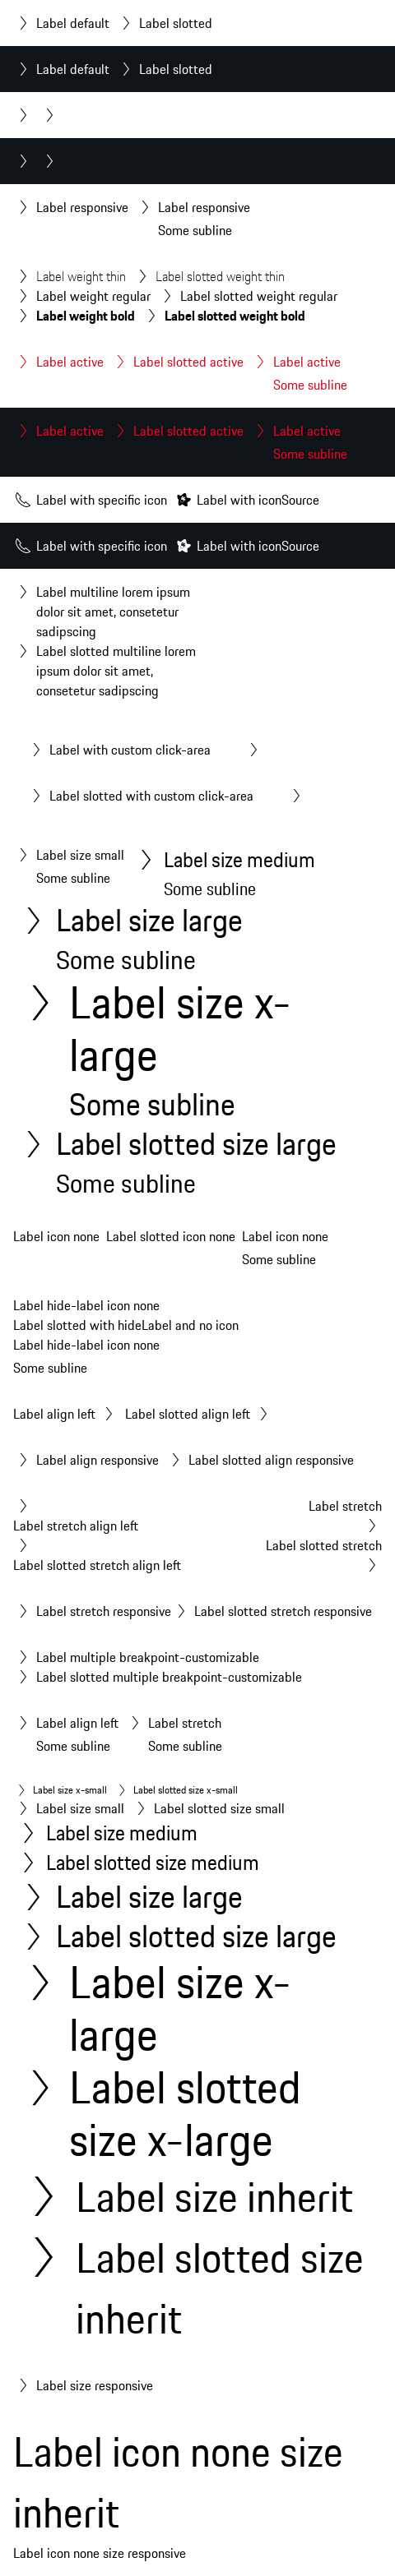 Label default Label slotted
Label default Label slotted
Label responsive Label responsive
Some subline
Label weight thin Label slotted weight thin
Label weight regular Label slotted weight regular
Label weight bold Label slotted weight bold
Label active Label slotted active Label active
Some subline
Label active Label slotted active Label active
Some subline
Label with specific icon Label with iconSource
Label with specific icon Label with iconSource
Label multiline lorem ipsum
dolor sit amet, consetetur
sadipscing
Label slotted multiline lorem
ipsum dolor sit amet,
consetetur sadipscing
Label with custom click-area
Label slotted with custom click-area
Label size small Label size medium
Some subline Some subline
Label size large
Some subline
Label size x-
large
Some subline
Label slotted size large
Some subline
Label icon none Label slotted icon none Label icon none
Some subline
Label hide-label icon none
Label slotted with hideLabel and no icon
Label hide-label icon none
Some subline
Label align left Label slotted align left
Label align responsive Label slotted align responsive
Label stretch
Label stretch align left
Label slotted stretch
Label slotted stretch align left
Label stretch responsive Label slotted stretch responsive
Label multiple breakpoint-customizable
Label slotted multiple breakpoint-customizable
Label align left Label stretch
Some subline Some subline
Label size x-small Label slotted size x-small
Label size small Label slotted size small
Label size medium
Label slotted size medium
Label size large
Label slotted size large
Label size x-
large
Label slotted
size x-large
Label size inherit
Label slotted size
inherit
Label size responsive
Label icon none size
inherit
Label icon none size responsive